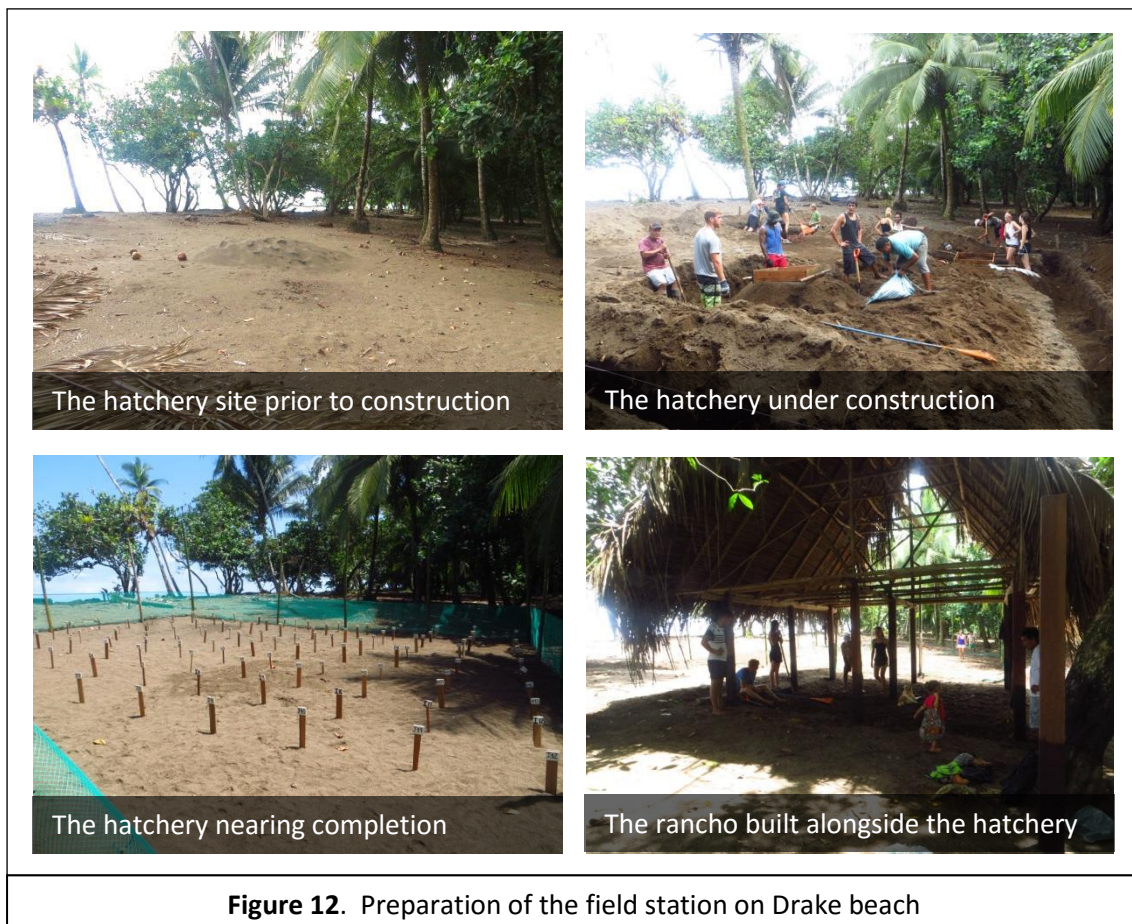 The hatchery site prior to construction
The hatchery under construction
The hatchery nearing completion
The rancho built alongside the hatchery
Figure 12. Preparation of the field station on Drake beach